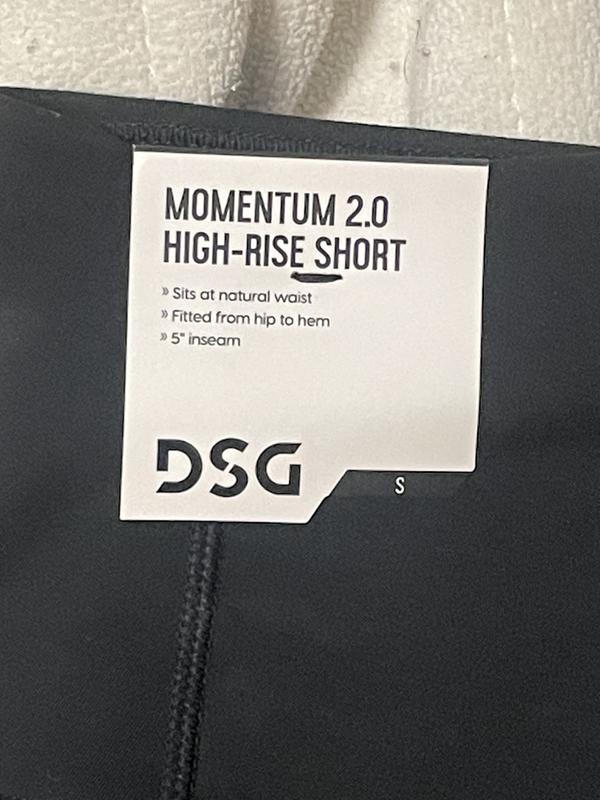 MOMENTUM 2.0
HIGH-RISE SHORT
» Sits at natural waist
» Fitted from hip to hem
» 5" inseam
DSG
S